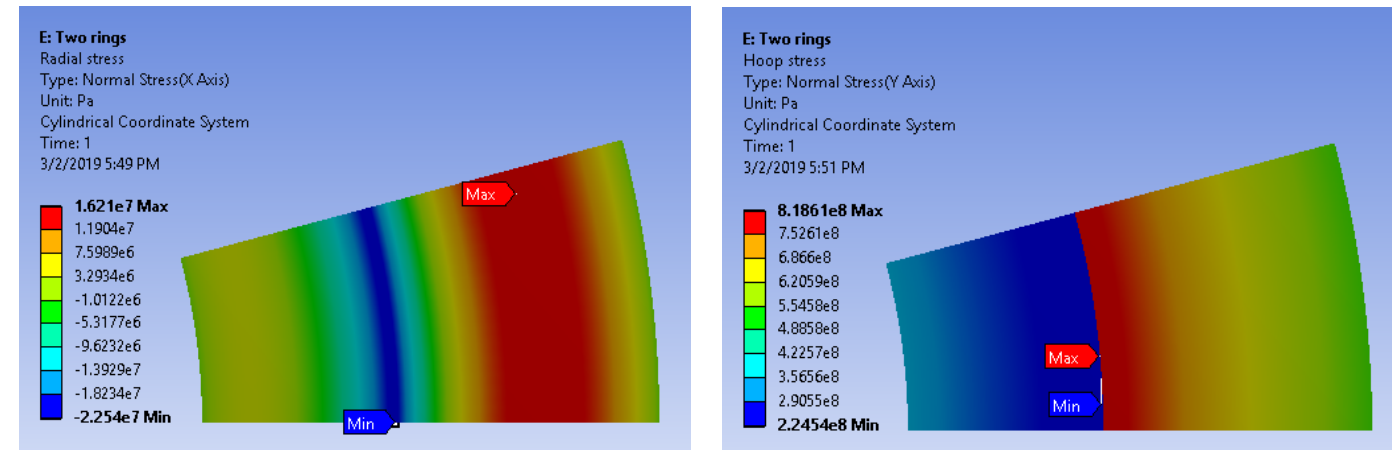 E: Two rings
Radial stress
Type: Normal Stress(X Axis)
Unit: Pa
Cylindrical Coordinate System
Time: 1
3/2/2019 5:49 PM
1.621e7 Max
1.1904e7
7.5989e6
3.2934e6
-1.0122e6
-5.3177e6
-9.6232e6
-1.3929e7
-1.8234e7
-2.254e7 Min
Max
Min
E: Two rings
Hoop stress
Type: Normal Stress(Y Axis)
Unit: Pa
Cylindrical Coordinate System
Time: 1
3/2/2019 5:51 PM
8.1861e8 Max
7.5261e8
6.866e8
6.2059e8
5.5458e8
4.8858e8
4.2257e8
3.5656e8
2.9055e8
2.2454e8 Min
Max
Min